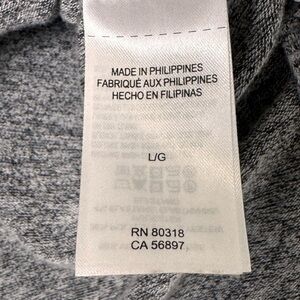 MADE IN PHILIPPINES
FABRIQUÉ AUX PHILIPPINES
HECHO EN FILIPINAS
L/G
RN 80318
CA 56897